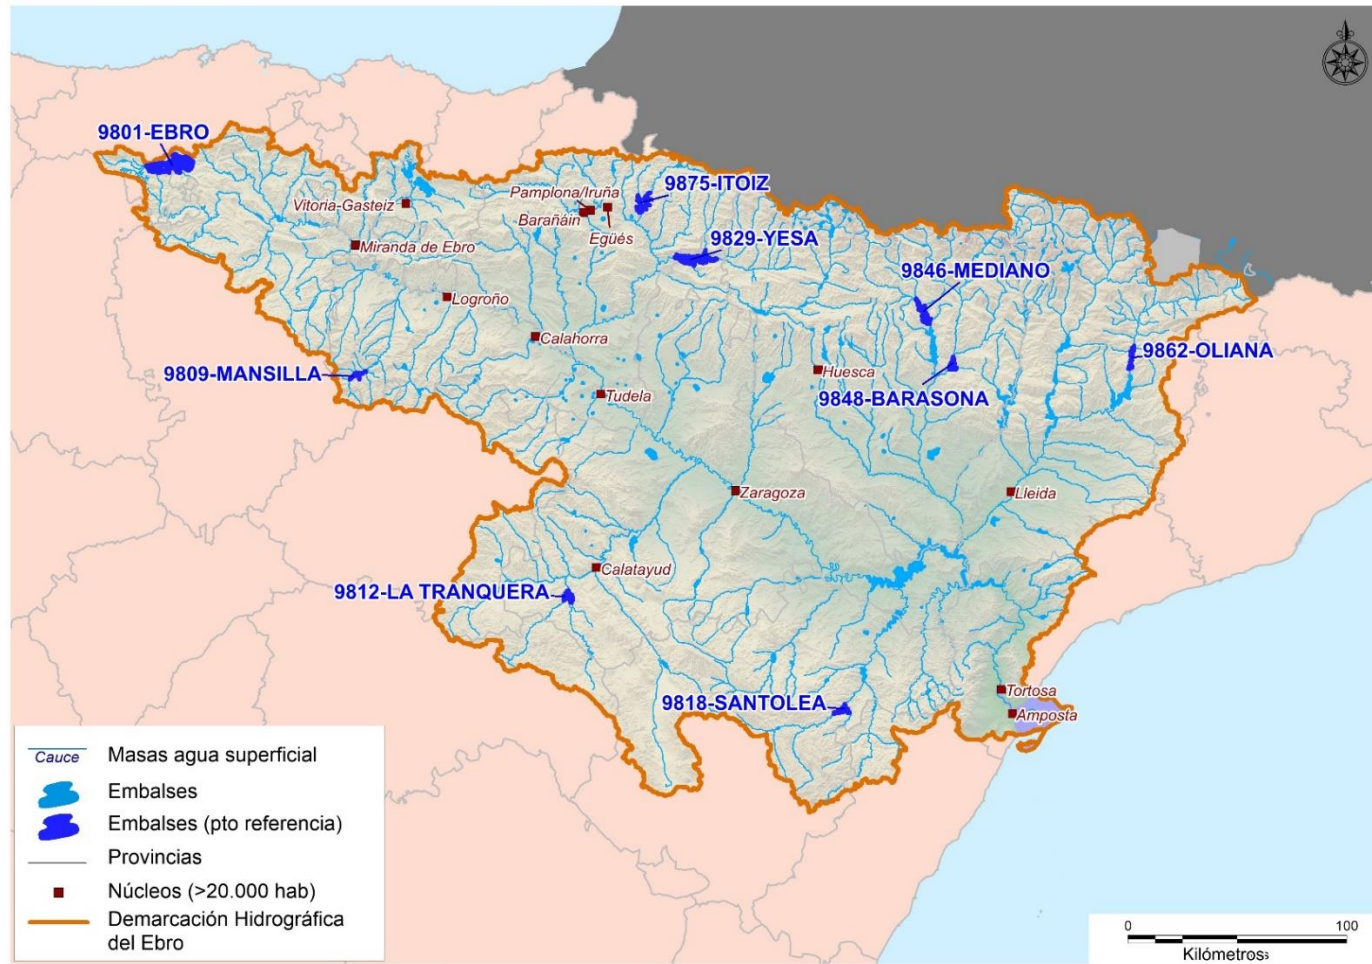 9801-EBRO
9875-ITOIZ
Pamplona/Iruña
Vitoria-Gasteiz
Barañáin
Egüés
9829-YESA
Miranda de Ebro
9846-MEDIANO
Logroño
Calahorra
9862-OLIANA
9809-MANSILLA
Huesca
Tudela
9848-BARASONA
Zaragoza
Lleida
Calatayud
9812-LA TRANQUERA
Tortosa
9818-SANTOLEA
Amposta
Cauce Masas agua superficial
Embalses
Embalses (pto referencia)
Provincias
Núcleos (>20.000 hab)
Demarcación Hidrográfica
del Ebro
0 100
Kilómetros